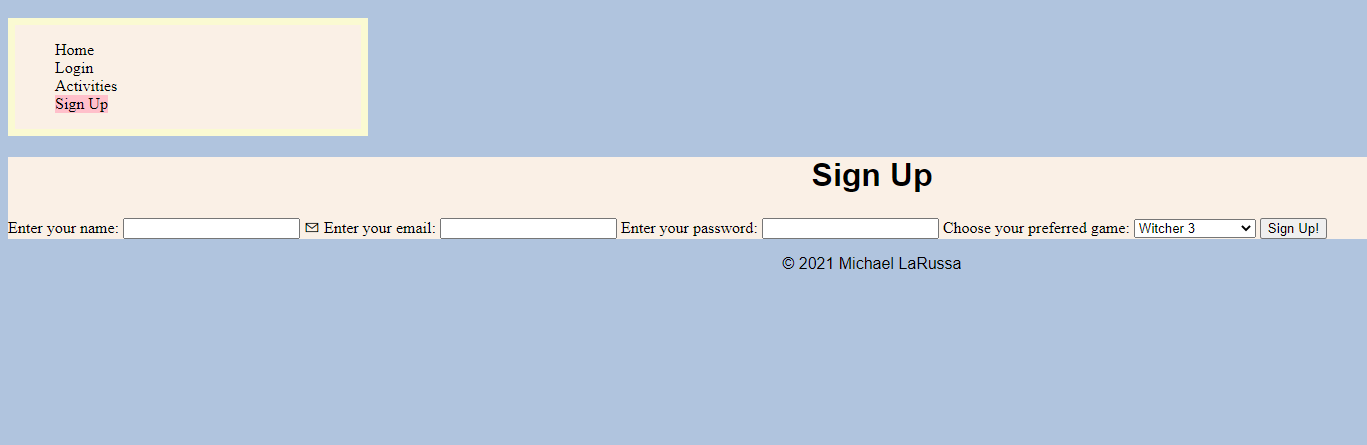 Home
Login
Activities
Sign Up
Sign Up
Enter your name: Enter your email: Enter your password: Choose your preferred game: Witcher 3 Sign Up!
© 2021 Michael LaRussa